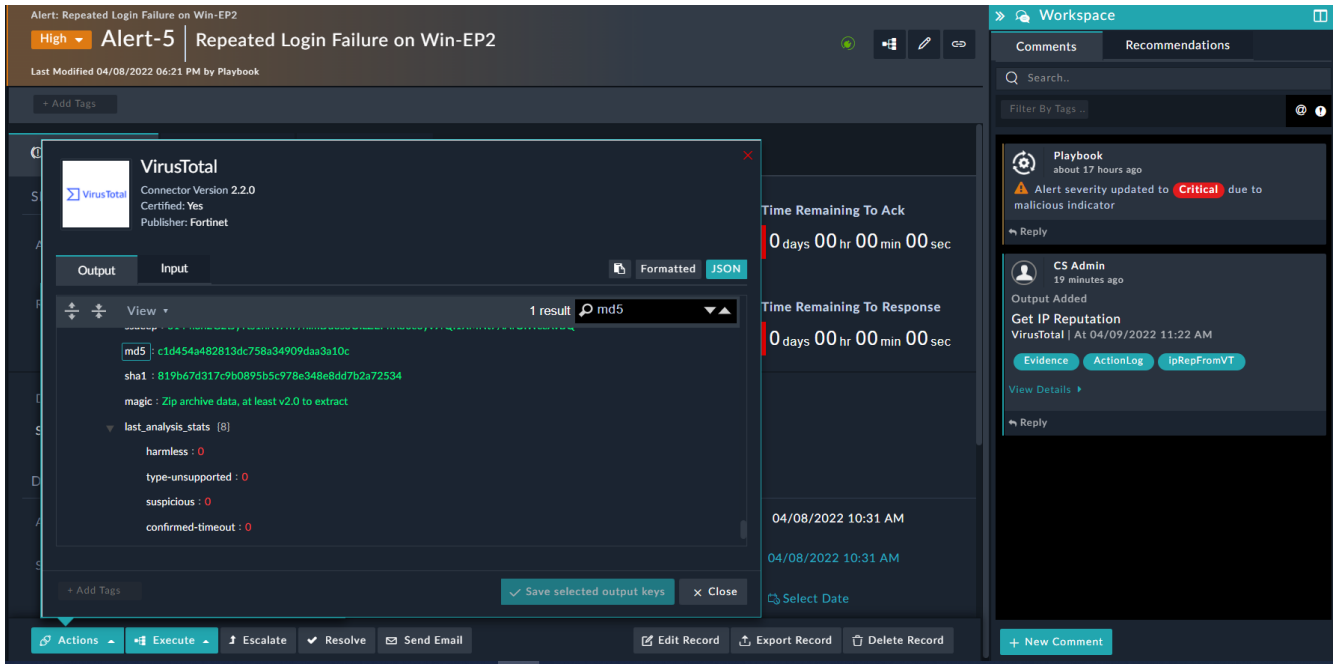 Alert: Repeated Login Failure on Win-EP2
High Alert-5 Repeated Login Failure on Win-EP2
Last Modified 04/08/2022 06:21 PM by Playbook
+ Add Tags
VirusTotal
VirusTotal
Connector Version 2.2.0
Certified: Yes
Publisher: Fortinet
Output Input Formatted JSON
View 1 result md5
md5 : c1d454a482813dc758a34909daa3a10c
sha1 : 819b67d317c9b0895b5c978e348e8dd7b2a72534
magic : Zip archive data, at least v2.0 to extract
last_analysis_stats {8}
harmless : 0
type-unsupported : 0
suspicious : 0
confirmed-timeout : 0
+ Add Tags Save selected output keys x Close
Time Remaining To Ack
0 days 00 hr 00 min 00 sec
Time Remaining To Response
0 days 00 hr 00 min 00 sec
04/08/2022 10:31 AM
04/08/2022 10:31 AM
Select Date
Actions Execute Escalate Resolve Send Email Edit Record Export Record Delete Record
Workspace
Comments Recommendations
Search..
Filter By Tags ..
@
Playbook
about 17 hours ago
Alert severity updated to Critical due to
malicious indicator
Reply
CS Admin
19 minutes ago
Output Added
Get IP Reputation
VirusTotal | At 04/09/2022 11:22 AM
Evidence ActionLog ipRepFromVT
View Details
Reply
+ New Comment